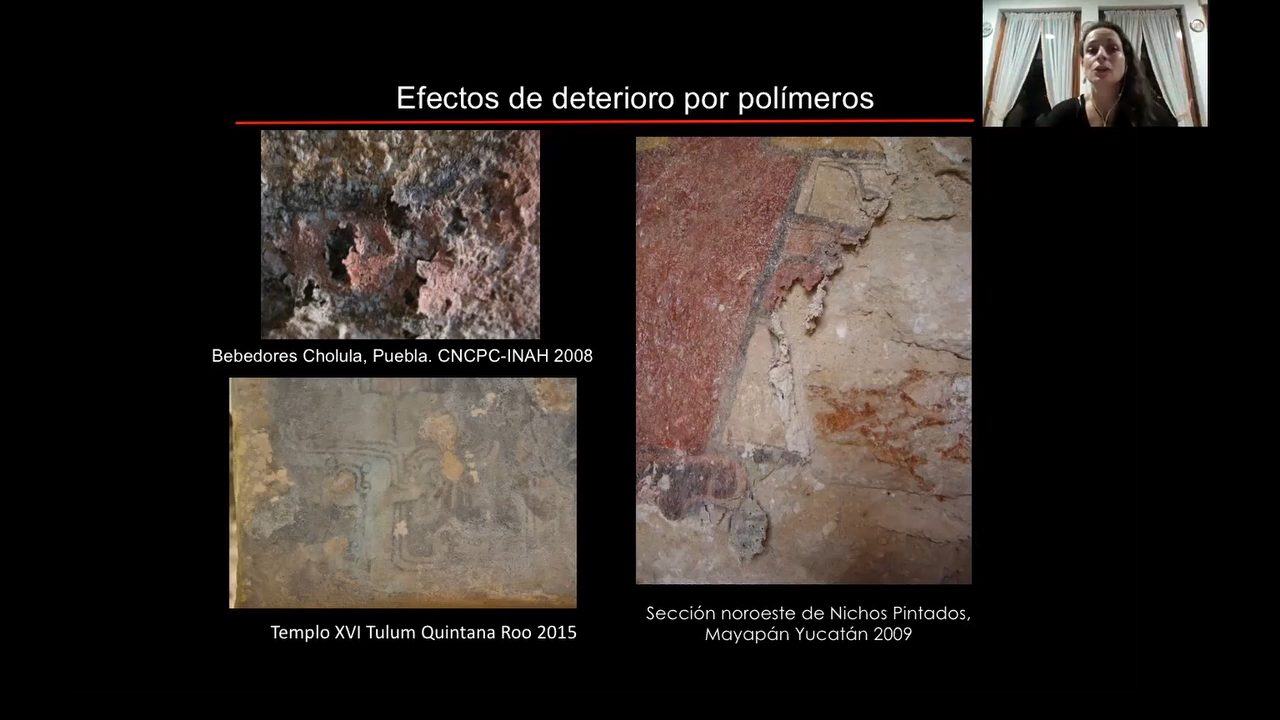 Efectos de deterioro por polímeros
Bebedores Cholula, Puebla. CNCPC-INAH 2008
Templo XVI Tulum Quintana Roo 2015
Sección noroeste de Nichos Pintados,
Mayapán Yucatán 2009